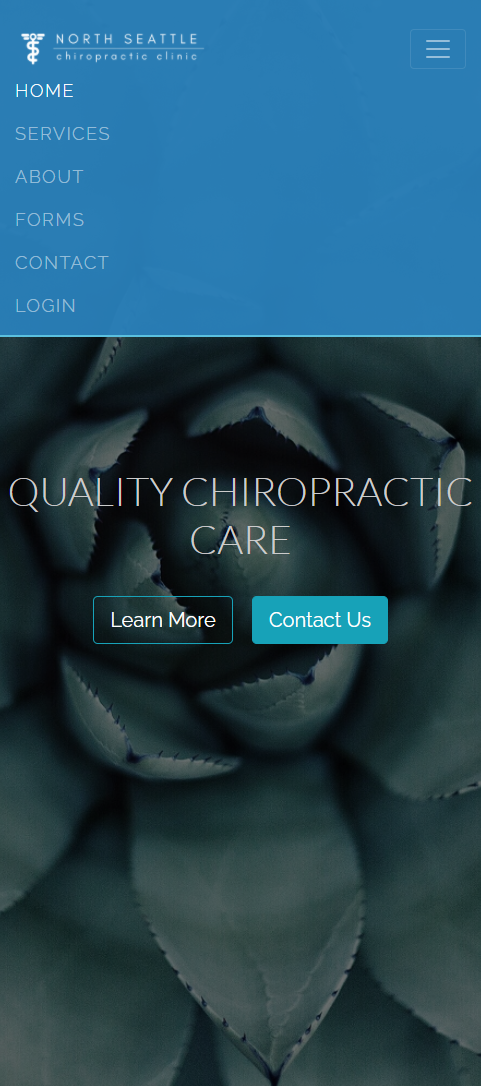 NORTH SEATTLE
chiropractic clinic
HOME
SERVICES
ABOUT
FORMS
CONTACT
LOGIN
QUALITY CHIROPRACTIC
CARE
Learn More
Contact Us